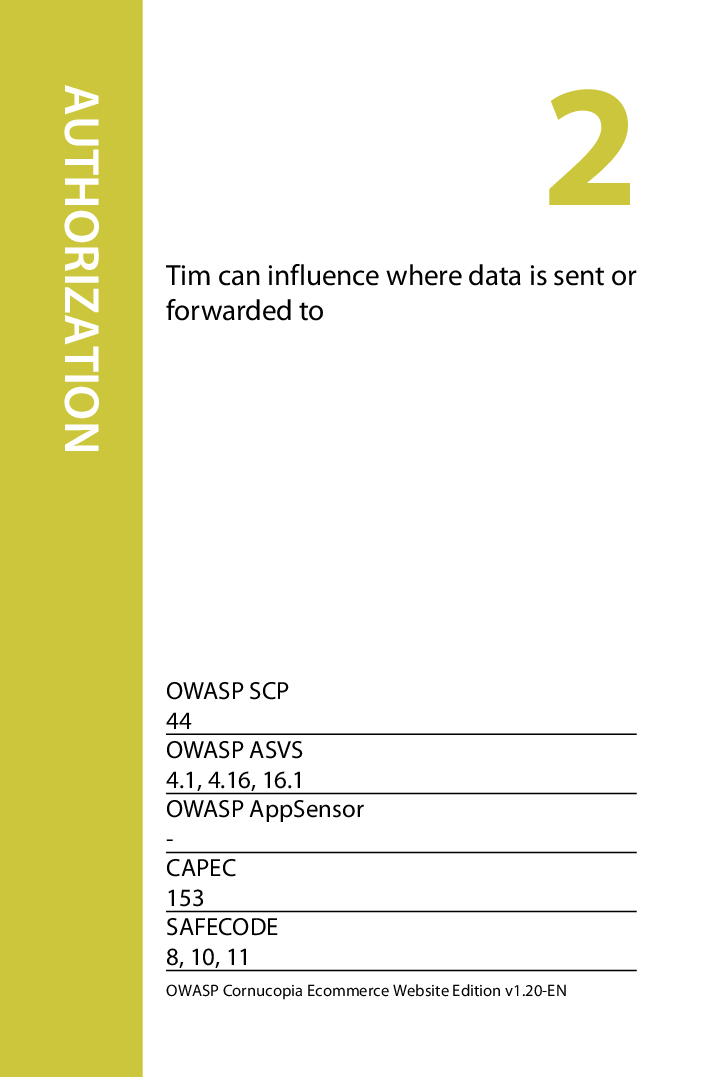 AUTHORIZATION
2
Tim can influence where data is sent or
forwarded to
OWASP SCP
44
OWASP ASVS
4.1, 4.16, 16.1
OWASP AppSensor
-
CAPEC
153
SAFECODE
8, 10, 11
OWASP Cornucopia Ecommerce Website Edition v1.20-EN